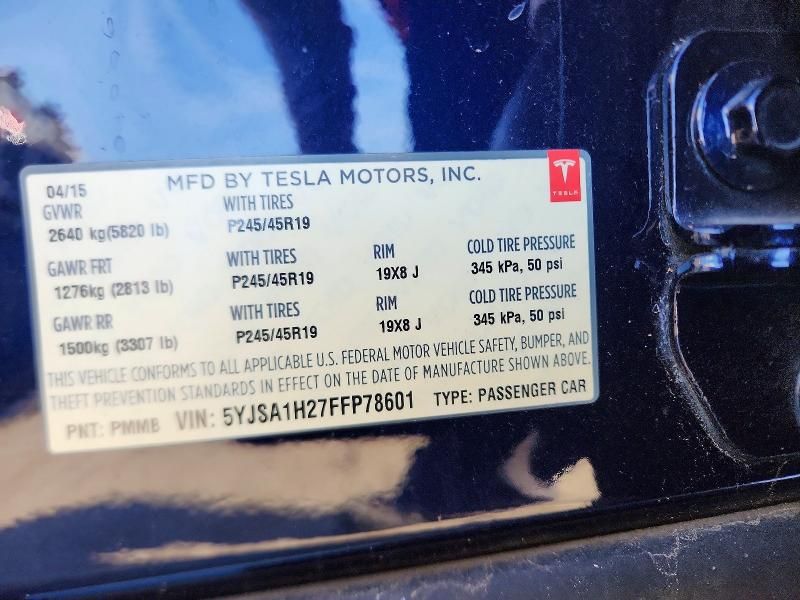 04/15 MFD BY TESLA MOTORS, INC.
TESLA
GVWR WITH TIRES
2640 kg(5820 lb) P245/45R19
GAWR FRT WITH TIRES RIM COLD TIRE PRESSURE
1276kg (2813 lb) P245/45R19 19X8 J 345 kPa, 50 psi
GAWR RR WITH TIRES RIM COLD TIRE PRESSURE
1500kg (3307 lb) P245/45R19 19X8 J 345 kPa, 50 psi
THIS VEHICLE CONFORMS TO ALL APPLICABLE U.S. FEDERAL MOTOR VEHICLE SAFETY, BUMPER, AND
THEFT PREVENTION STANDARDS IN EFFECT ON THE DATE OF MANUFACTURE SHOWN ABOVE.
PNT: PMMB VIN: 5YJSA1H27FFP78601 TYPE: PASSENGER CAR